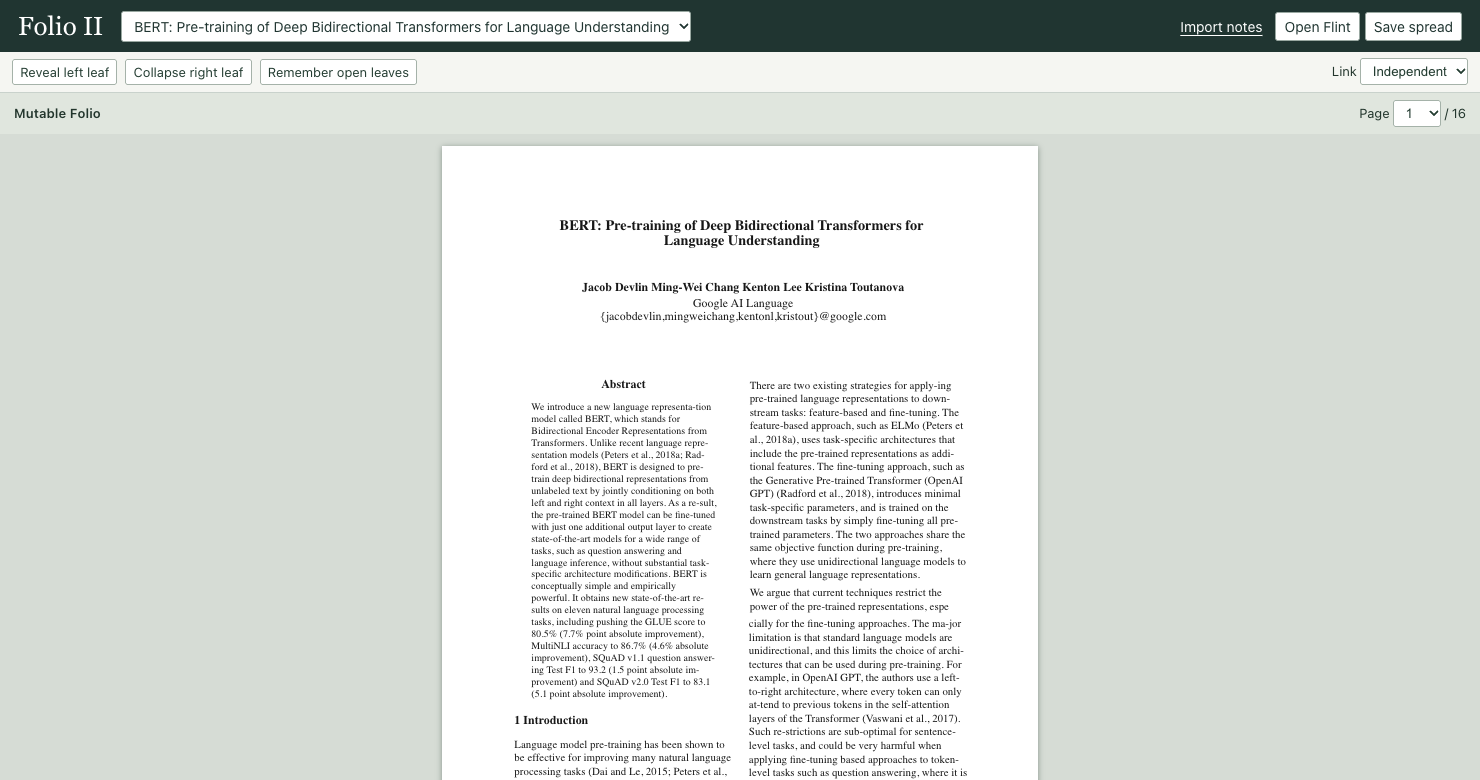 Folio II
BERT: Pre-training of Deep Bidirectional Transformers for Language Understanding
Import notes
Open Flint
Save spread
Reveal left leaf
Collapse right leaf
Remember open leaves
Link
Independent
Mutable Folio
Page 1 / 16
BERT: Pre-training of Deep Bidirectional Transformers for
Language Understanding
Jacob Devlin Ming-Wei Chang Kenton Lee Kristina Toutanova
Google AI Language
{jacobdevlin,mingweichang,kentonl,kristout}@google.com
Abstract
We introduce a new language representa-tion
model called BERT, which stands for
Bidirectional Encoder Representations from
Transformers. Unlike recent language repre-
sentation models (Peters et al., 2018a; Rad-
ford et al., 2018), BERT is designed to pre-
train deep bidirectional representations from
unlabeled text by jointly conditioning on both
left and right context in all layers. As a re-sult,
the pre-trained BERT model can be fine-tuned
with just one additional output layer to create
state-of-the-art models for a wide range of
tasks, such as question answering and
language inference, without substantial task-
specific architecture modifications. BERT is
conceptually simple and empirically
powerful. It obtains new state-of-the-art re-
sults on eleven natural language processing
tasks, including pushing the GLUE score to
80.5% (7.7% point absolute improvement),
MultiNLI accuracy to 86.7% (4.6% absolute
improvement), SQuAD v1.1 question answer-
ing Test F1 to 93.2 (1.5 point absolute im-
provement) and SQuAD v2.0 Test F1 to 83.1
(5.1 point absolute improvement).
1 Introduction
Language model pre-training has been shown to
be effective for improving many natural language
processing tasks (Dai and Le, 2015; Peters et al.,
There are two existing strategies for apply-ing
pre-trained language representations to down-
stream tasks: feature-based and fine-tuning. The
feature-based approach, such as ELMo (Peters et
al., 2018a), uses task-specific architectures that
include the pre-trained representations as addi-
tional features. The fine-tuning approach, such as
the Generative Pre-trained Transformer (OpenAI
GPT) (Radford et al., 2018), introduces minimal
task-specific parameters, and is trained on the
downstream tasks by simply fine-tuning all pre-
trained parameters. The two approaches share the
same objective function during pre-training,
where they use unidirectional language models to
learn general language representations.
We argue that current techniques restrict the
power of the pre-trained representations, espe
cially for the fine-tuning approaches. The ma-jor
limitation is that standard language models are
unidirectional, and this limits the choice of archi-
tectures that can be used during pre-training. For
example, in OpenAI GPT, the authors use a left-
to-right architecture, where every token can only
at-tend to previous tokens in the self-attention
layers of the Transformer (Vaswani et al., 2017).
Such re-strictions are sub-optimal for sentence-
level tasks, and could be very harmful when
applying fine-tuning based approaches to token-
level tasks such as question answering, where it is